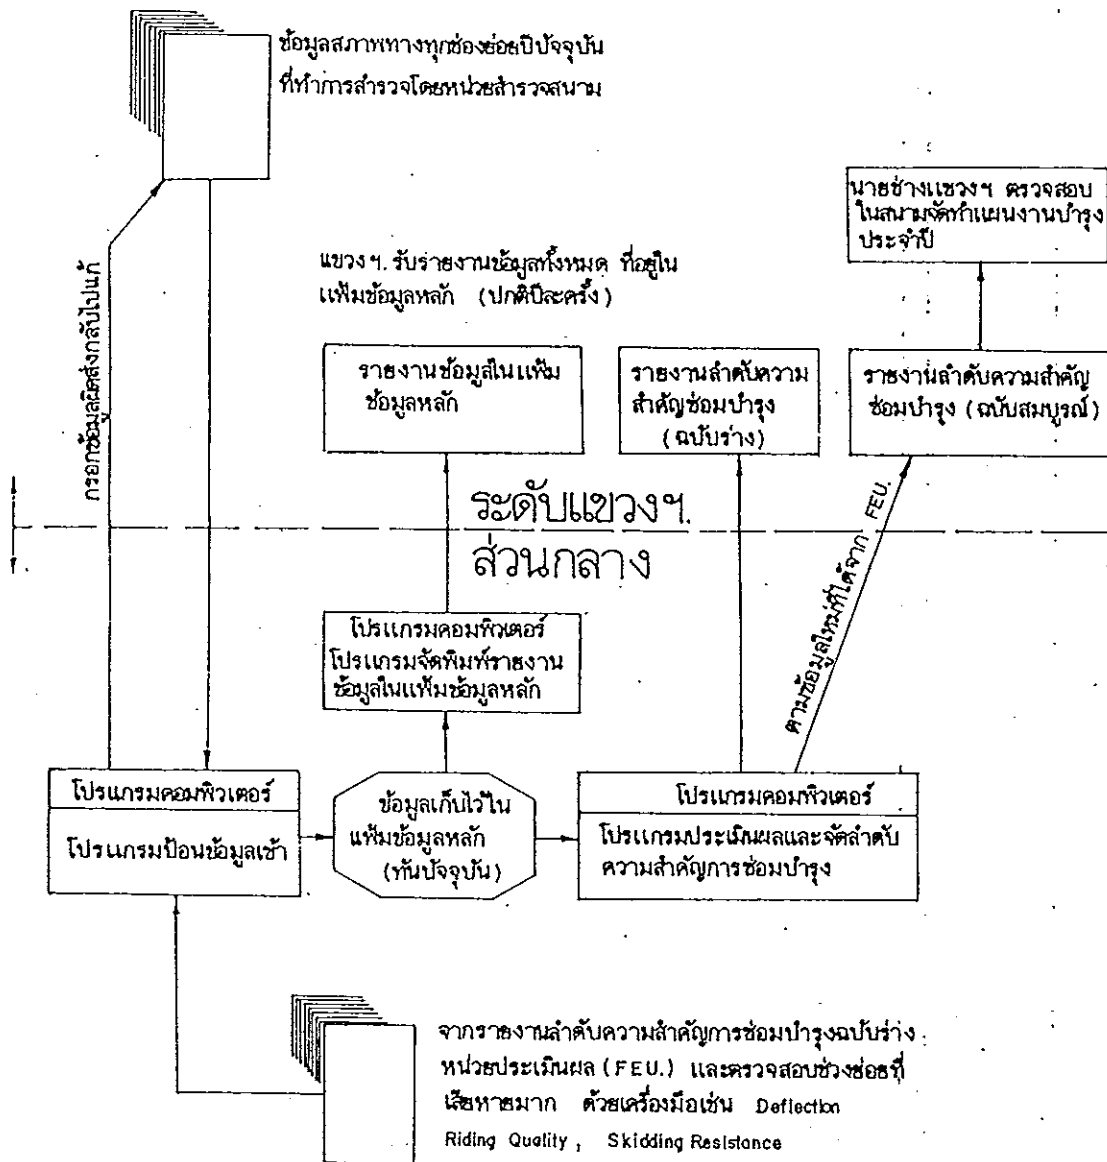 ข้อมูลสภาพทางทุกช่องย่อยปีปัจจุบัน
ที่ทำการสำรวจโดยหน่วยสำรวจสนาม
นายช่างแขวงฯ ตรวจสอบ
ในสนามจัดทำแผนงานบำรุง
ประจำปี
กรอกข้อมูลผิดส่งกลับไปแก้
แขวงฯ. รับรายงานข้อมูลทั้งหมด ที่อยู่ใน
แฟ้มข้อมูลหลัก (ปกติปีละครั้ง)
รายงานข้อมูลในแฟ้ม
ข้อมูลหลัก
รายงานลำดับความ
สำคัญซ่อมบำรุง
(ฉบับร่าง)
รายงานลำดับความสำคัญ
ซ่อมบำรุง (ฉบับสมบูรณ์)
ระดับแขวงฯ.
ส่วนกลาง
ตามข้อมูลใหม่ที่ได้จาก FEU.
โปรแกรมคอมพิวเตอร์
โปรแกรมจัดพิมพ์รายงาน
ข้อมูลในแฟ้มข้อมูลหลัก
โปรแกรมคอมพิวเตอร์
โปรแกรมป้อนข้อมูลเข้า
ข้อมูลเก็บไว้ใน
แฟ้มข้อมูลหลัก
(ทันปัจจุบัน)
โปรแกรมคอมพิวเตอร์
โปรแกรมประเมินผลและจัดลำดับ
ความสำคัญการซ่อมบำรุง
จากรายงานลำดับความสำคัญการซ่อมบำรุงฉบับร่าง
หน่วยประเมินผล (FEU.) และตรวจสอบช่วงย่อยที่
เสียหายมาก ด้วยเครื่องมือเช่น Deflection
Riding Quality, Skidding Resistance